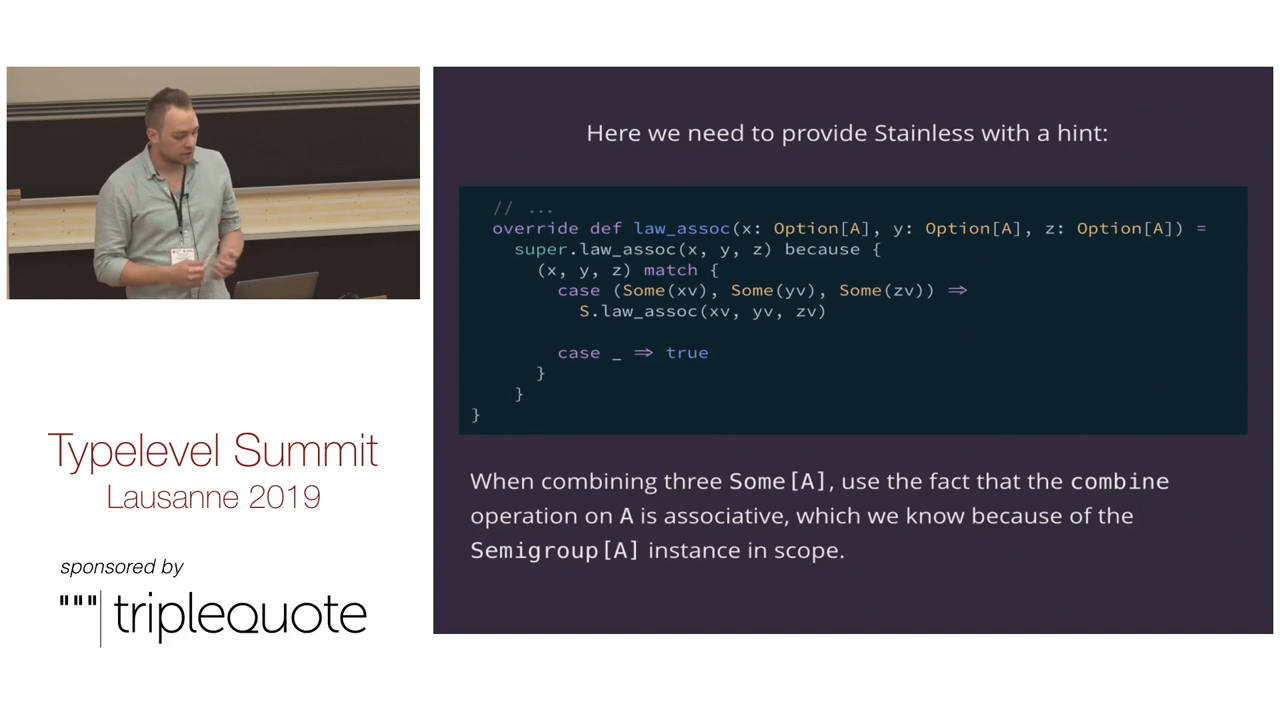 Here we need to provide Stainless with a hint:
// ...
override def law_assoc(x: Option[A], y: Option[A], z: Option[A]) =
super.law_assoc(x, y, z) because {
(x, y, z) match {
case (Some(xv), Some(yv), Some(zv)) ⇒
S.law_assoc(xv, yv, zv)
case _ ⇒ true
}
}
}
When combining three Some[A], use the fact that the combine
operation on A is associative, which we know because of the
Semigroup[A] instance in scope.
Typelevel Summit
Lausanne 2019
sponsored by
"""|triplequote